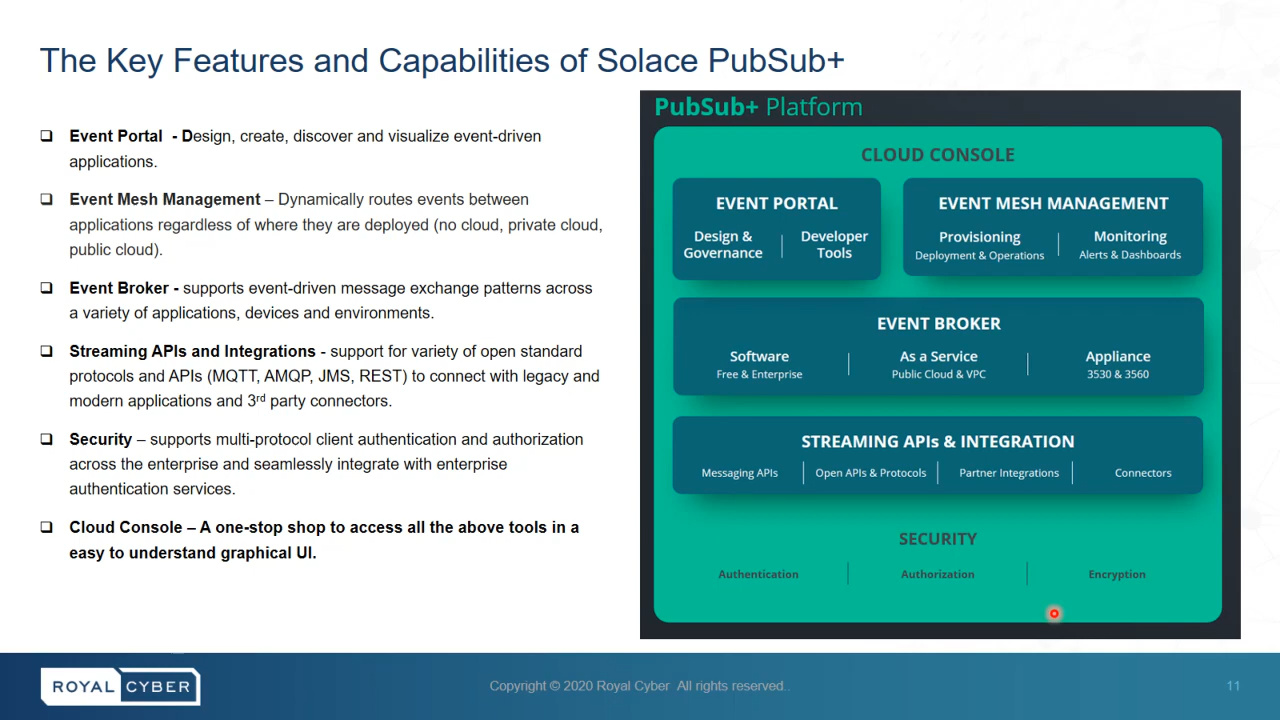 The Key Features and Capabilities of Solace PubSub+
Event Portal - Design, create, discover and visualize event-driven
applications.
Event Mesh Management – Dynamically routes events between
applications regardless of where they are deployed (no cloud, private cloud,
public cloud).
Event Broker - supports event-driven message exchange patterns across
a variety of applications, devices and environments.
Streaming APIs and Integrations - support for variety of open standard
protocols and APIs (MQTT, AMQP, JMS, REST) to connect with legacy and
modern applications and 3rd party connectors.
Security – supports multi-protocol client authentication and authorization
across the enterprise and seamlessly integrate with enterprise
authentication services.
Cloud Console – A one-stop shop to access all the above tools in a
easy to understand graphical UI.
PubSub+ Platform
CLOUD CONSOLE
EVENT PORTAL
Design &
Governance
Developer
Tools
EVENT MESH MANAGEMENT
Provisioning
Deployment & Operations
Monitoring
Alerts & Dashboards
EVENT BROKER
Software
Free & Enterprise
As a Service
Public Cloud & VPC
Appliance
3530 & 3560
STREAMING APIs & INTEGRATION
Messaging APIs
Open APIs & Protocols
Partner Integrations
Connectors
SECURITY
Authentication
Authorization
Encryption
ROYAL CYBER
Copyright © 2020 Royal Cyber All rights reserved..
11